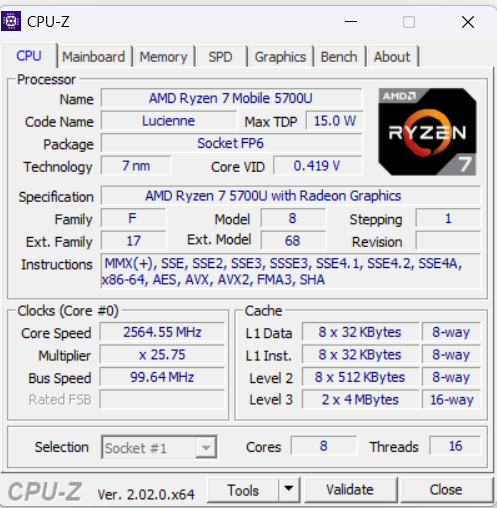 CPU-Z
CPU Mainboard Memory SPD Graphics Bench About
Processor
Name AMD Ryzen 7 Mobile 5700U
Code Name Lucienne Max TDP 15.0 W
Package Socket FP6
Technology 7 nm Core VID 0.419 V
AMD
RYZEN
7
Specification AMD Ryzen 7 5700U with Radeon Graphics
Family F Model 8 Stepping 1
Ext. Family 17 Ext. Model 68 Revision
Instructions MMX(+), SSE, SSE2, SSE3, SSSE3, SSE4.1, SSE4.2, SSE4A,
x86-64, AES, AVX, AVX2, FMA3, SHA
Clocks (Core #0)
Core Speed 2564.55 MHz
Multiplier x 25.75
Bus Speed 99.64 MHz
Rated FSB
Cache
L1 Data 8 x 32 KBytes 8-way
L1 Inst. 8 x 32 KBytes 8-way
Level 2 8 x 512 KBytes 8-way
Level 3 2 x 4 MBytes 16-way
Selection Socket #1 Cores 8 Threads 16
CPU-Z Ver. 2.02.0.x64 Tools Validate Close